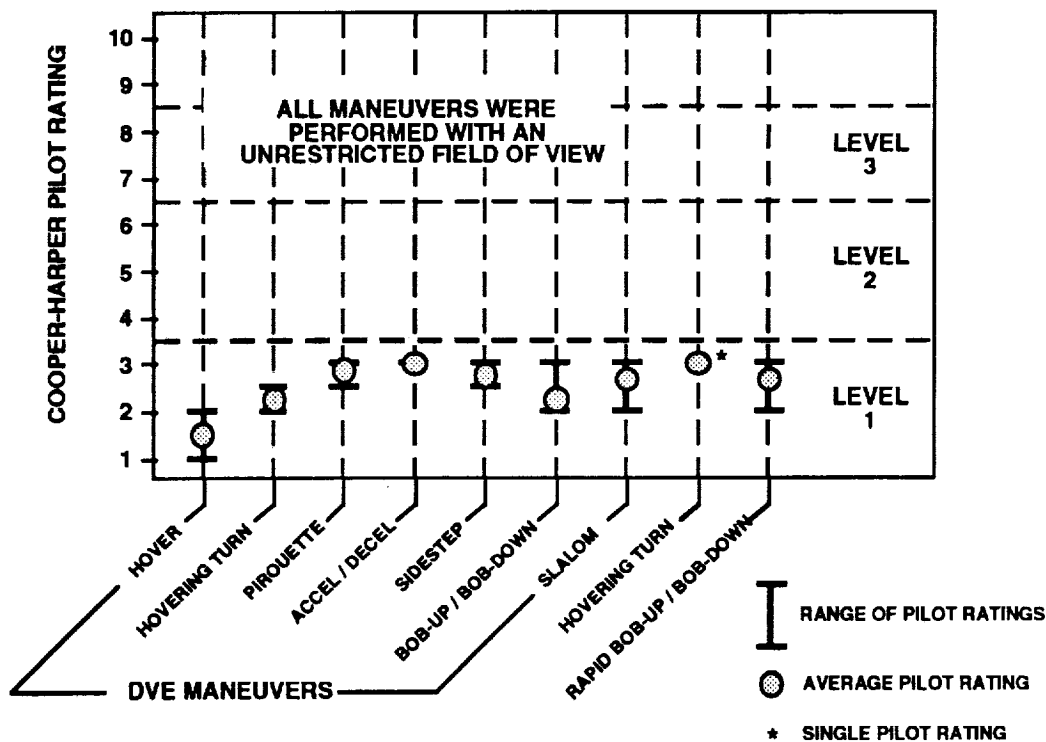 COOPER-HARPER PILOT RATING
10
9
8
7
6
5
4
3
2
1
ALL MANEUVERS WERE
PERFORMED WITH AN
UNRESTRICTED FIELD OF VIEW
LEVEL
3
LEVEL
2
LEVEL
1
*
HOVER
HOVERING TURN
PIROUETTE
ACCEL / DECEL
SIDESTEP
BOB-UP / BOB-DOWN
SLALOM
HOVERING TURN
RAPID BOB-UP / BOB-DOWN
DVE MANEUVERS
RANGE OF PILOT RATINGS
AVERAGE PILOT RATING
* SINGLE PILOT RATING